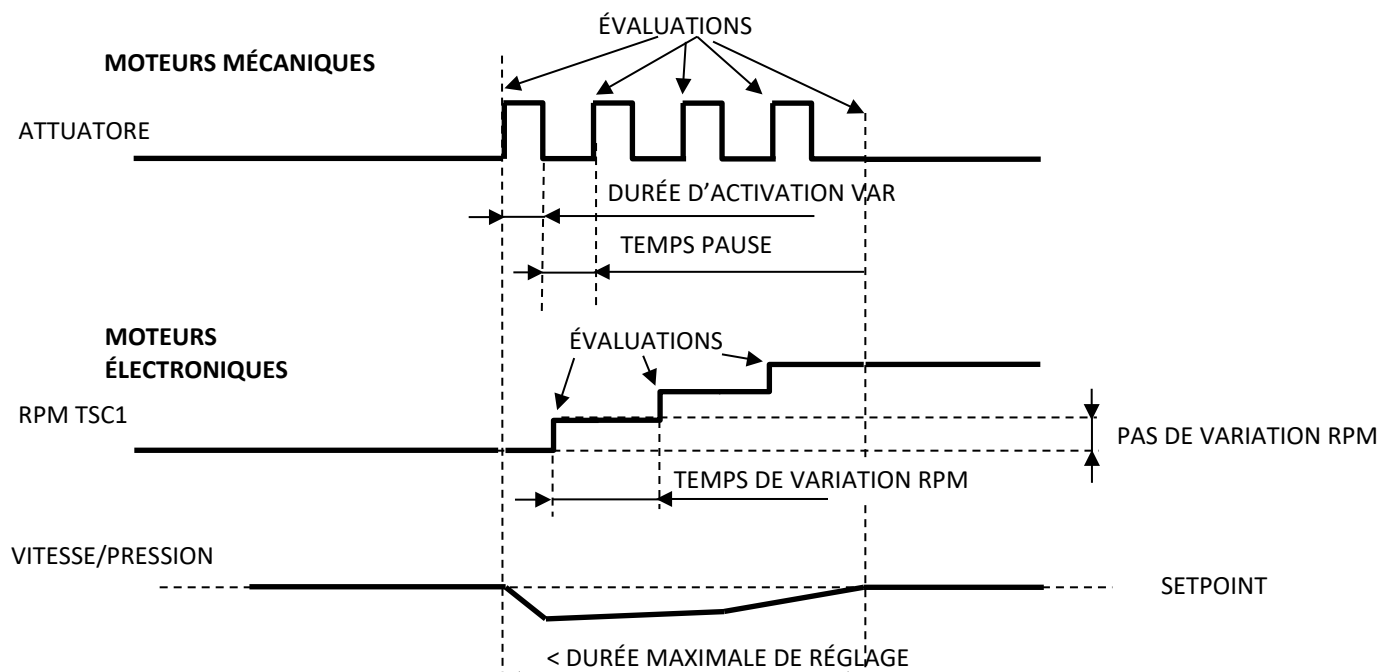 ÉVALUATIONS
MOTEURS MÉCANIQUES
ATTUATORE
DURÉE D’ACTIVATION VAR
TEMPS PAUSE
MOTEURS
ÉLECTRONIQUES
ÉVALUATIONS
RPM TSC1
PAS DE VARIATION RPM
TEMPS DE VARIATION RPM
VITESSE/PRESSION
SETPOINT
< DURÉE MAXIMALE DE RÉGLAGE